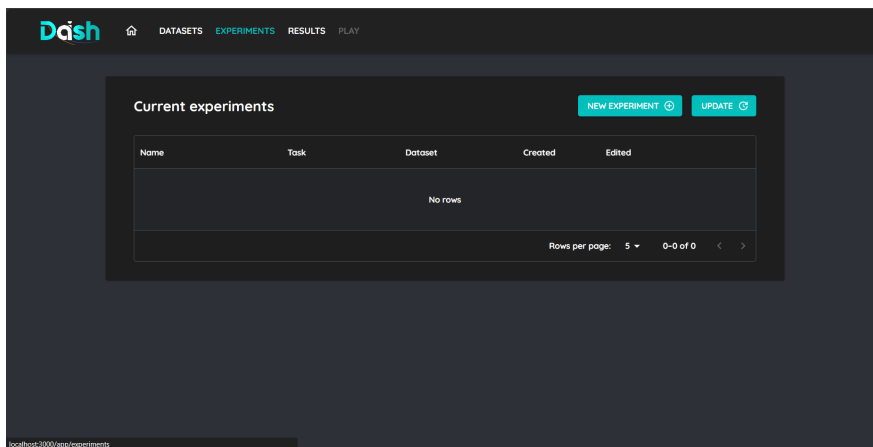 Dash DATASETS EXPERIMENTS RESULTS PLAY
Current experiments NEW EXPERIMENT UPDATE
Name Task Dataset Created Edited
No rows
Rows per page: 5 0–0 of 0
localhost:3000/app/experiments